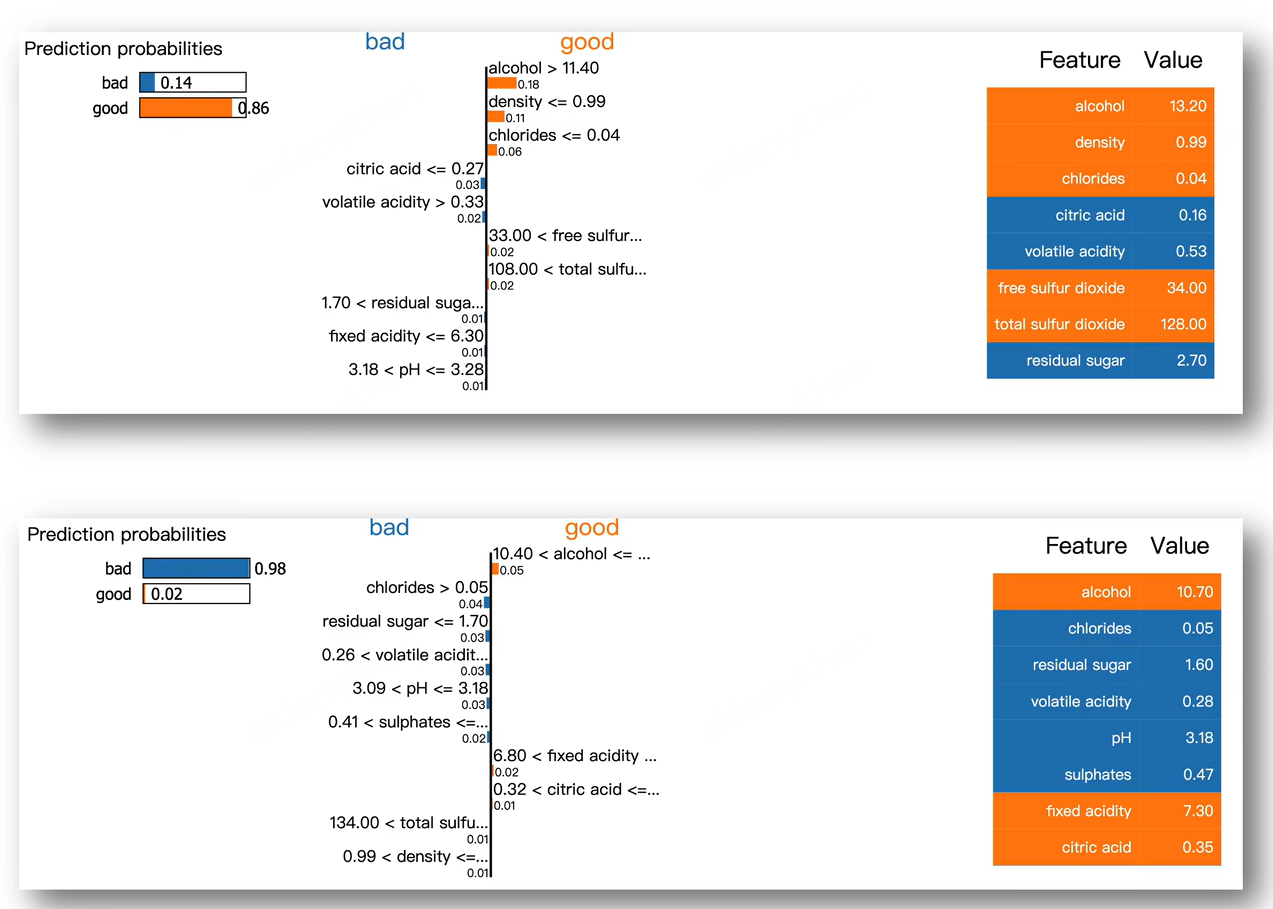 Prediction probabilities
bad 0.14
good 0.86
bad good
alcohol > 11.40
0.18
density <= 0.99
0.11
chlorides <= 0.04
0.06
citric acid <= 0.27
0.03
volatile acidity > 0.33
0.02
33.00 < free sulfur...
0.02
108.00 < total sulfu...
0.02
1.70 < residual suga...
0.01
fixed acidity <= 6.30
0.01
3.18 < pH <= 3.28
0.01
Feature Value
alcohol 13.20
density 0.99
chlorides 0.04
citric acid 0.16
volatile acidity 0.53
free sulfur dioxide 34.00
total sulfur dioxide 128.00
residual sugar 2.70
Prediction probabilities
bad 0.98
good 0.02
bad good
10.40 < alcohol <= ...
0.05
chlorides > 0.05
0.04
residual sugar <= 1.70
0.03
0.26 < volatile acidit...
0.03
3.09 < pH <= 3.18
0.03
0.41 < sulphates <=...
0.02
6.80 < fixed acidity ...
0.02
0.32 < citric acid <=...
0.01
134.00 < total sulfu...
0.01
0.99 < density <=...
0.01
Feature Value
alcohol 10.70
chlorides 0.05
residual sugar 1.60
volatile acidity 0.28
pH 3.18
sulphates 0.47
fixed acidity 7.30
citric acid 0.35